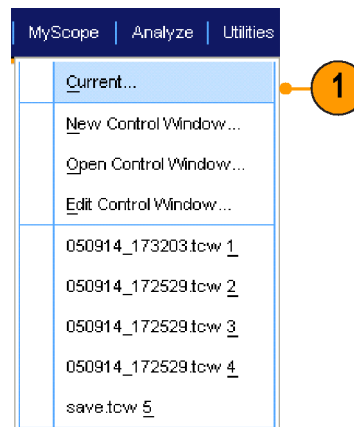 MyScope | Analyze | Utilities
Current...
1
New Control Window...
Open Control Window...
Edit Control Window...
050914_173203.tcw 1
050914_172529.tcw 2
050914_172529.tcw 3
050914_172529.tcw 4
save.tcw 5